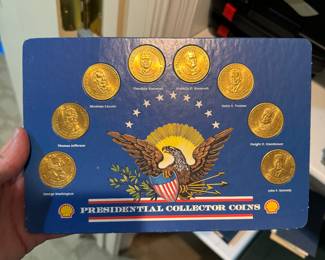 Theodore Roosevelt
Franklin D. Roosevelt
Abraham Lincoln
Harry S. Truman
Thomas Jefferson
Dwight D. Eisenhower
George Washington
John F. Kennedy
PRESIDENTIAL COLLECTOR COINS